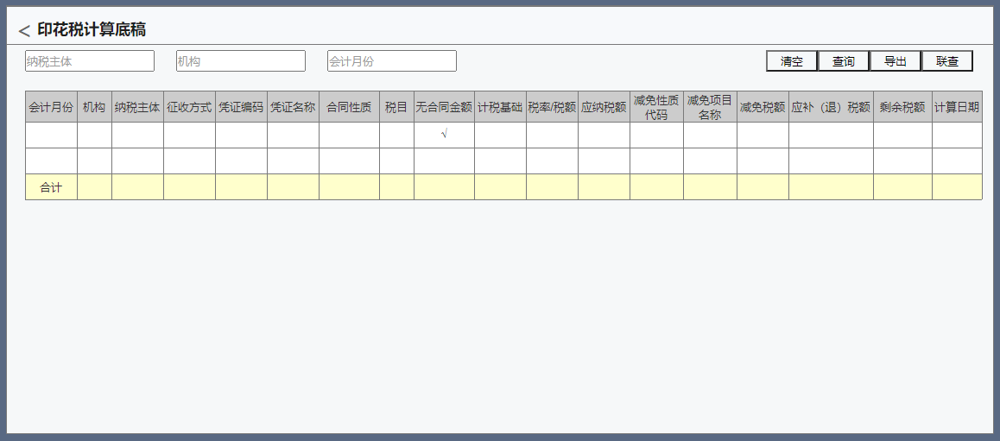 < 印花税计算底稿
纳税主体 机构 会计月份 清空 查询 导出 联查
会计月份 机构 纳税主体 征收方式 凭证编码 凭证名称 合同性质 税目 无合同金额 计税基础 税率/税额 应纳税额 减免性质代码 减免项目名称 减免税额 应补（退）税额 剩余税额 计算日期
√
合计